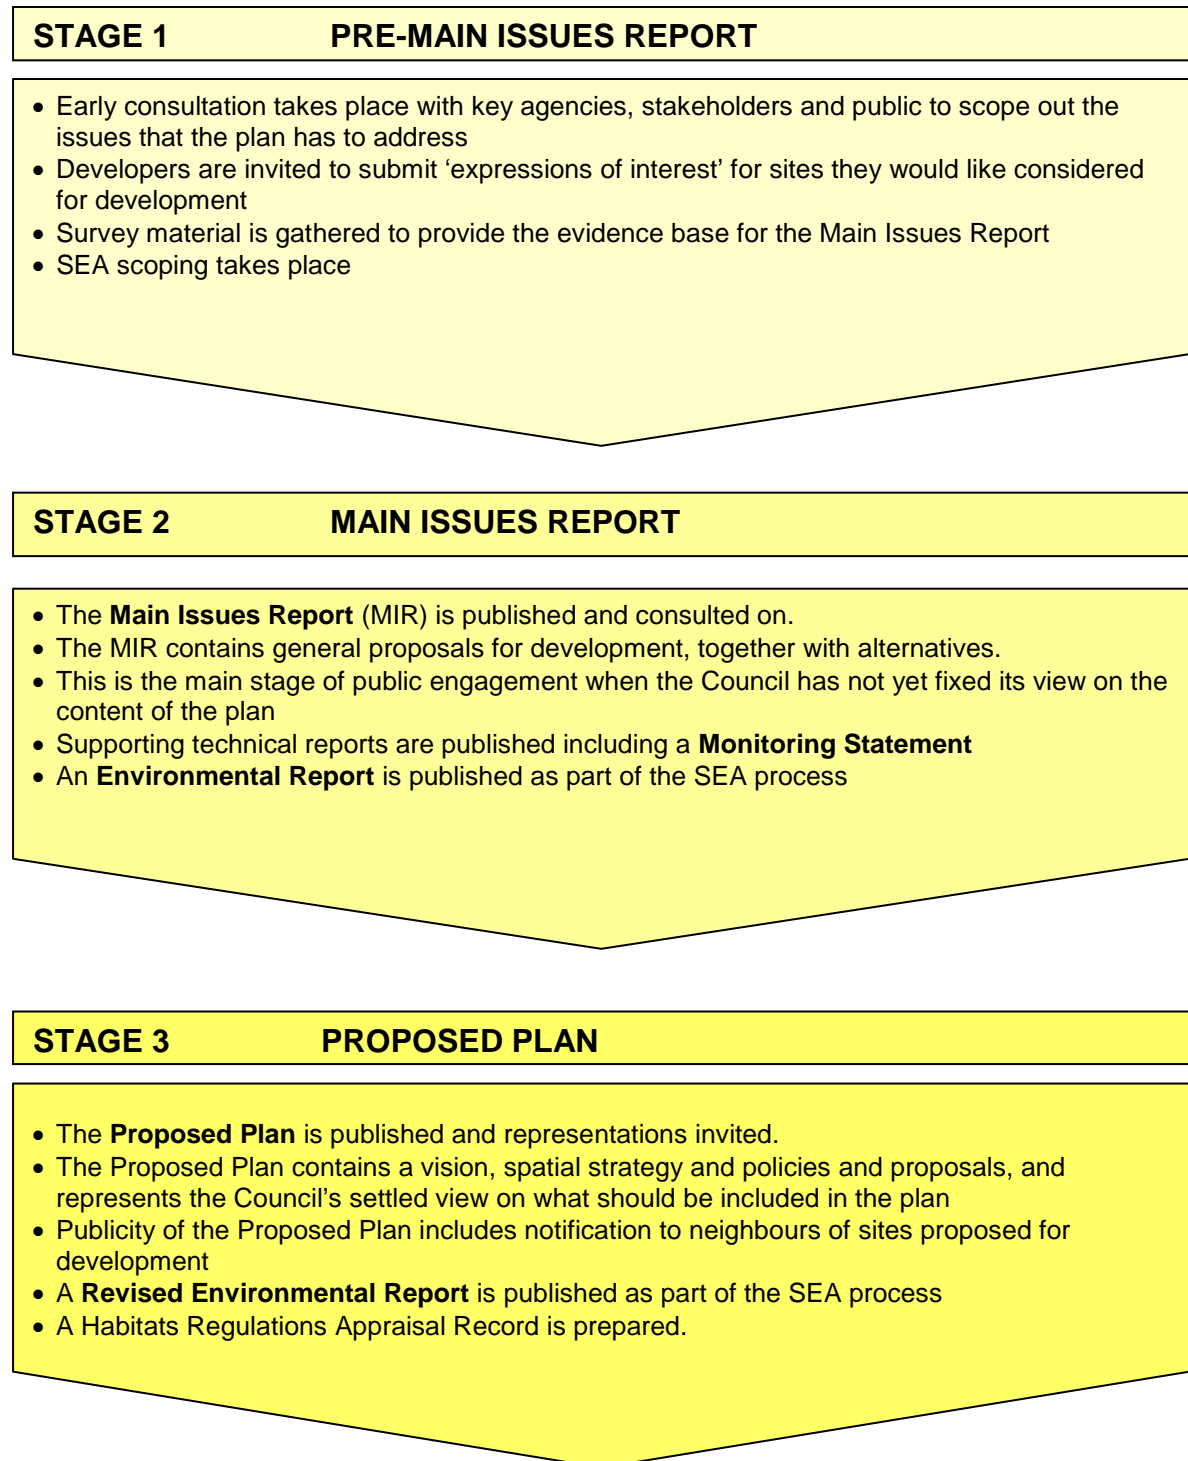 STAGE 1 PRE-MAIN ISSUES REPORT
• Early consultation takes place with key agencies, stakeholders and public to scope out the
issues that the plan has to address
• Developers are invited to submit ‘expressions of interest’ for sites they would like considered
for development
• Survey material is gathered to provide the evidence base for the Main Issues Report
• SEA scoping takes place
STAGE 2 MAIN ISSUES REPORT
• The Main Issues Report (MIR) is published and consulted on.
• The MIR contains general proposals for development, together with alternatives.
• This is the main stage of public engagement when the Council has not yet fixed its view on the
content of the plan
• Supporting technical reports are published including a Monitoring Statement
• An Environmental Report is published as part of the SEA process
STAGE 3 PROPOSED PLAN
• The Proposed Plan is published and representations invited.
• The Proposed Plan contains a vision, spatial strategy and policies and proposals, and
represents the Council’s settled view on what should be included in the plan
• Publicity of the Proposed Plan includes notification to neighbours of sites proposed for
development
• A Revised Environmental Report is published as part of the SEA process
• A Habitats Regulations Appraisal Record is prepared.